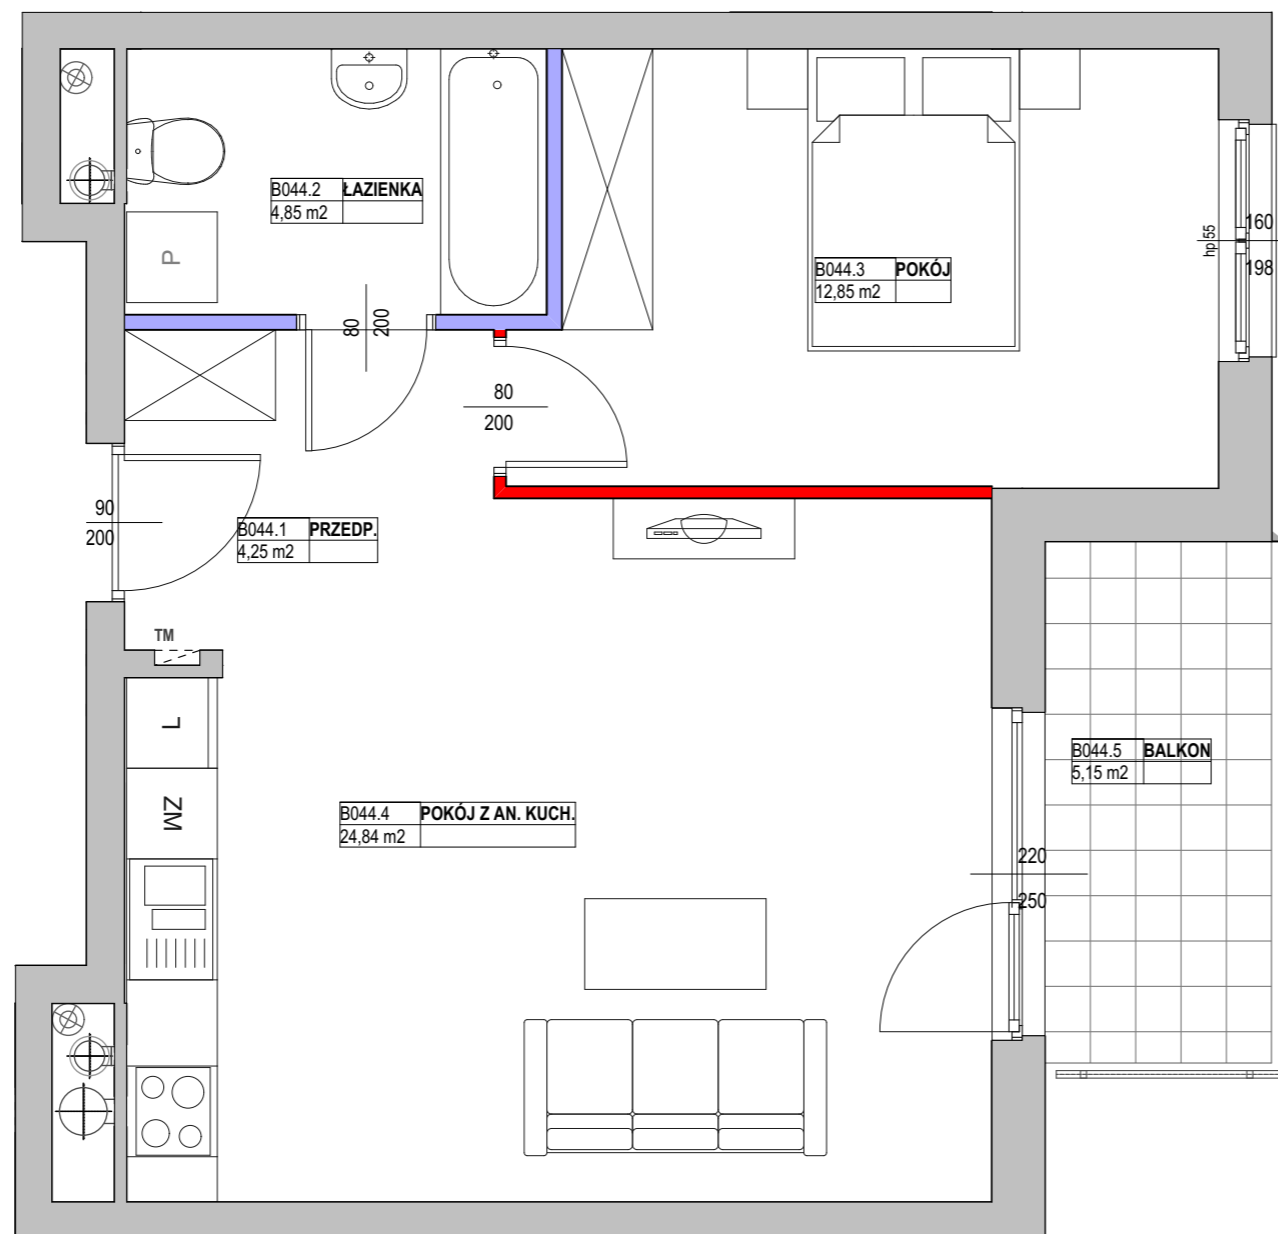 B044.2 ŁAZIENKA
4,85 m2
P
80
200
B044.3 POKÓJ
12,85 m2
hp 55
160
198
80
200
90
200
B044.1 PRZEDP.
4,25 m2
TM
L
ZM
B044.4 POKÓJ Z AN. KUCH.
24,84 m2
B044.5 BALKON
5,15 m2
220
250